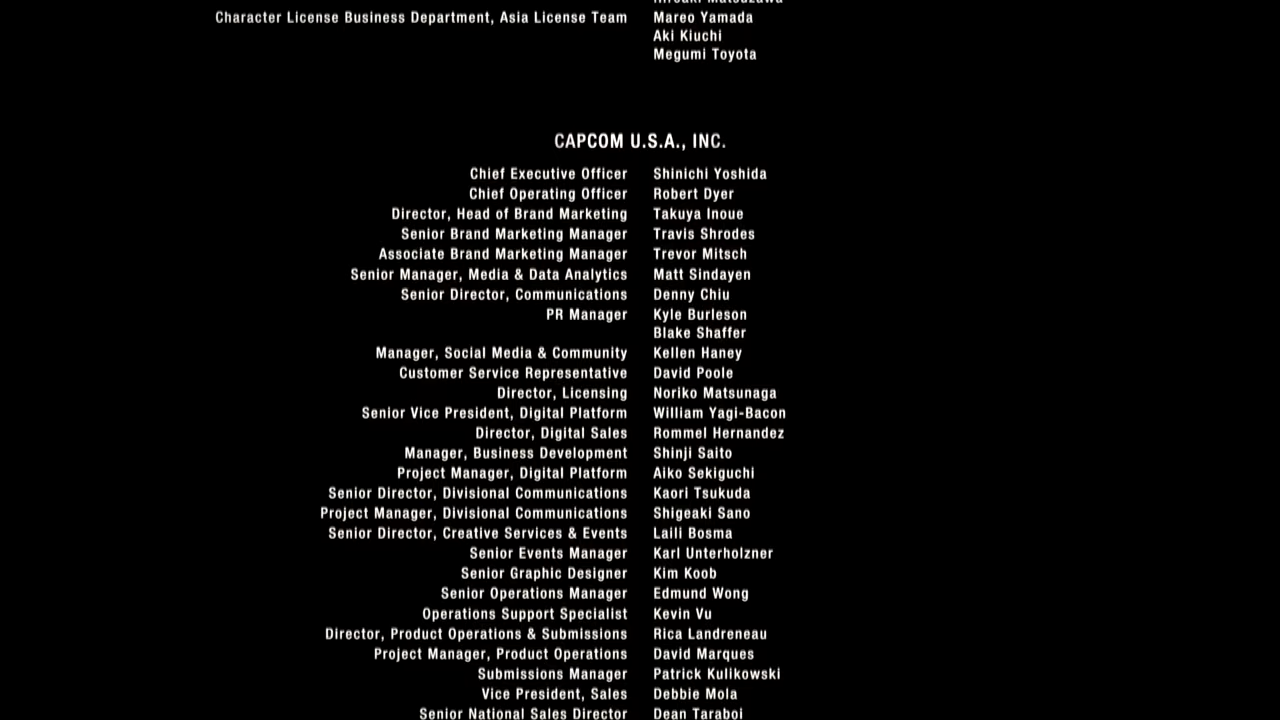 Character License Business Department, Asia License Team Mareo Yamada
Aki Kiuchi
Megumi Toyota
CAPCOM U.S.A., INC.
Chief Executive Officer Shinichi Yoshida
Chief Operating Officer Robert Dyer
Director, Head of Brand Marketing Takuya Inoue
Senior Brand Marketing Manager Travis Shrodes
Associate Brand Marketing Manager Trevor Mitsch
Senior Manager, Media & Data Analytics Matt Sindayen
Senior Director, Communications Denny Chiu
PR Manager Kyle Burleson
Blake Shaffer
Manager, Social Media & Community Kellen Haney
Customer Service Representative David Poole
Director, Licensing Noriko Matsunaga
Senior Vice President, Digital Platform William Yagi-Bacon
Director, Digital Sales Rommel Hernandez
Manager, Business Development Shinji Saito
Project Manager, Digital Platform Aiko Sekiguchi
Senior Director, Divisional Communications Kaori Tsukuda
Project Manager, Divisional Communications Shigeaki Sano
Senior Director, Creative Services & Events Laili Bosma
Senior Events Manager Karl Unterholzner
Senior Graphic Designer Kim Koob
Senior Operations Manager Edmund Wong
Operations Support Specialist Kevin Vu
Director, Product Operations & Submissions Rica Landreneau
Project Manager, Product Operations David Marques
Submissions Manager Patrick Kulikowski
Vice President, Sales Debbie Mola
Senior National Sales Director Dean Taraboi